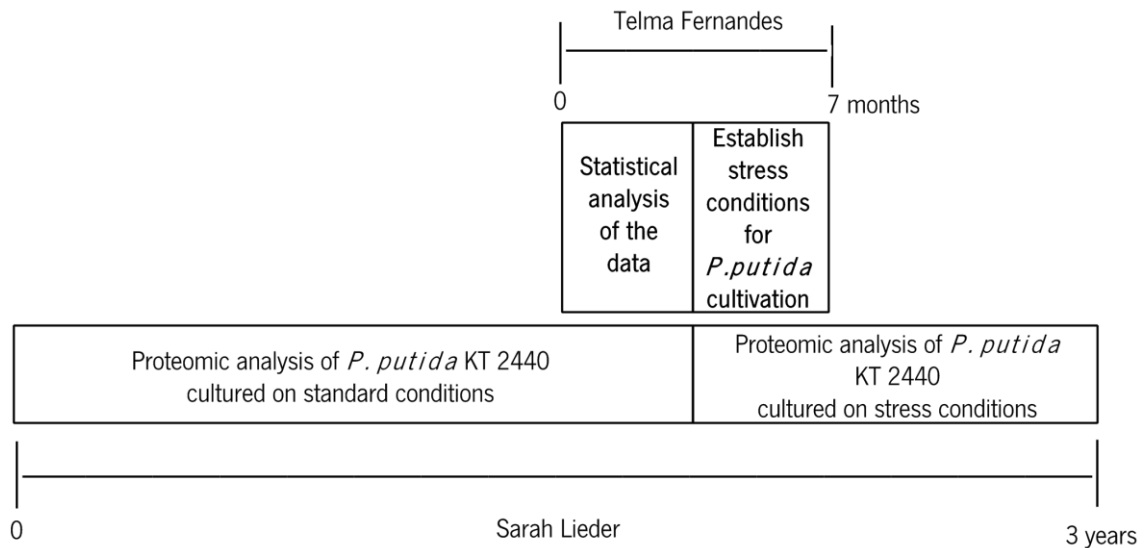 Telma Fernandes
0
7 months
Statistical
analysis
of the
data
Establish
stress
conditions
for
P.putida
cultivation
Proteomic analysis of P. putida KT 2440
cultured on standard conditions
Proteomic analysis of P. putida
KT 2440
cultured on stress conditions
0
Sarah Lieder
3 years